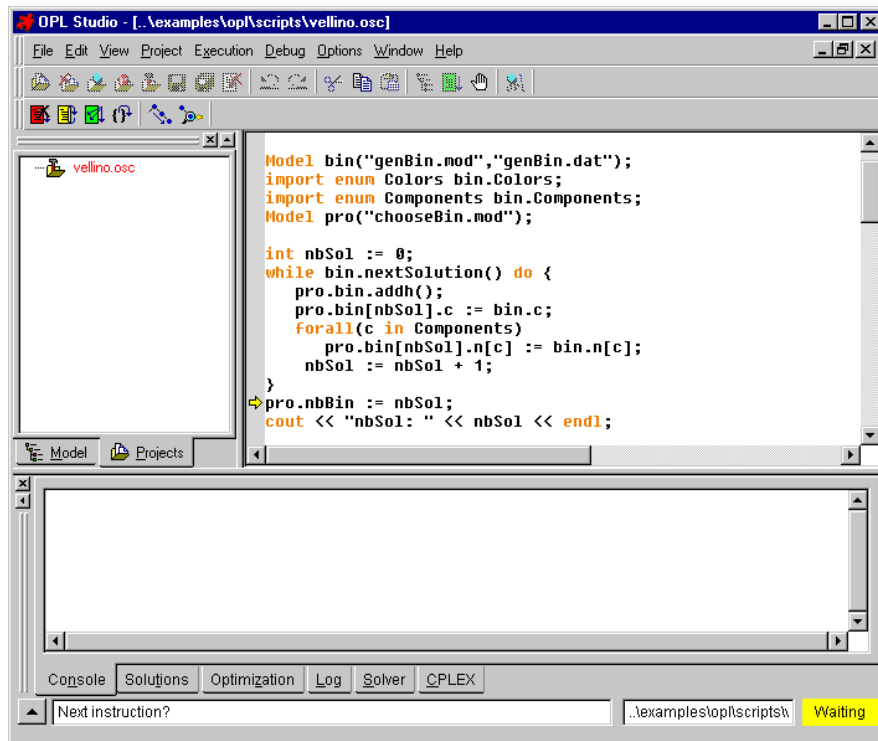 OPL Studio - [..\examples\opl\scripts\vellino.osc]
File Edit View Project Execution Debug Options Window Help
vellino.osc
Model bin("genBin.mod","genBin.dat");
import enum Colors bin.Colors;
import enum Components bin.Components;
Model pro("chooseBin.mod");
int nbSol := 0;
while bin.nextSolution() do {
pro.bin.addh();
pro.bin[nbSol].c := bin.c;
forall(c in Components)
pro.bin[nbSol].n[c] := bin.n[c];
nbSol := nbSol + 1;
}
pro.nbBin := nbSol;
cout << "nbSol: " << nbSol << endl;
Model Projects
Console Solutions Optimization Log Solver CPLEX
Next instruction? ..\examples\opl\scripts\ Waiting